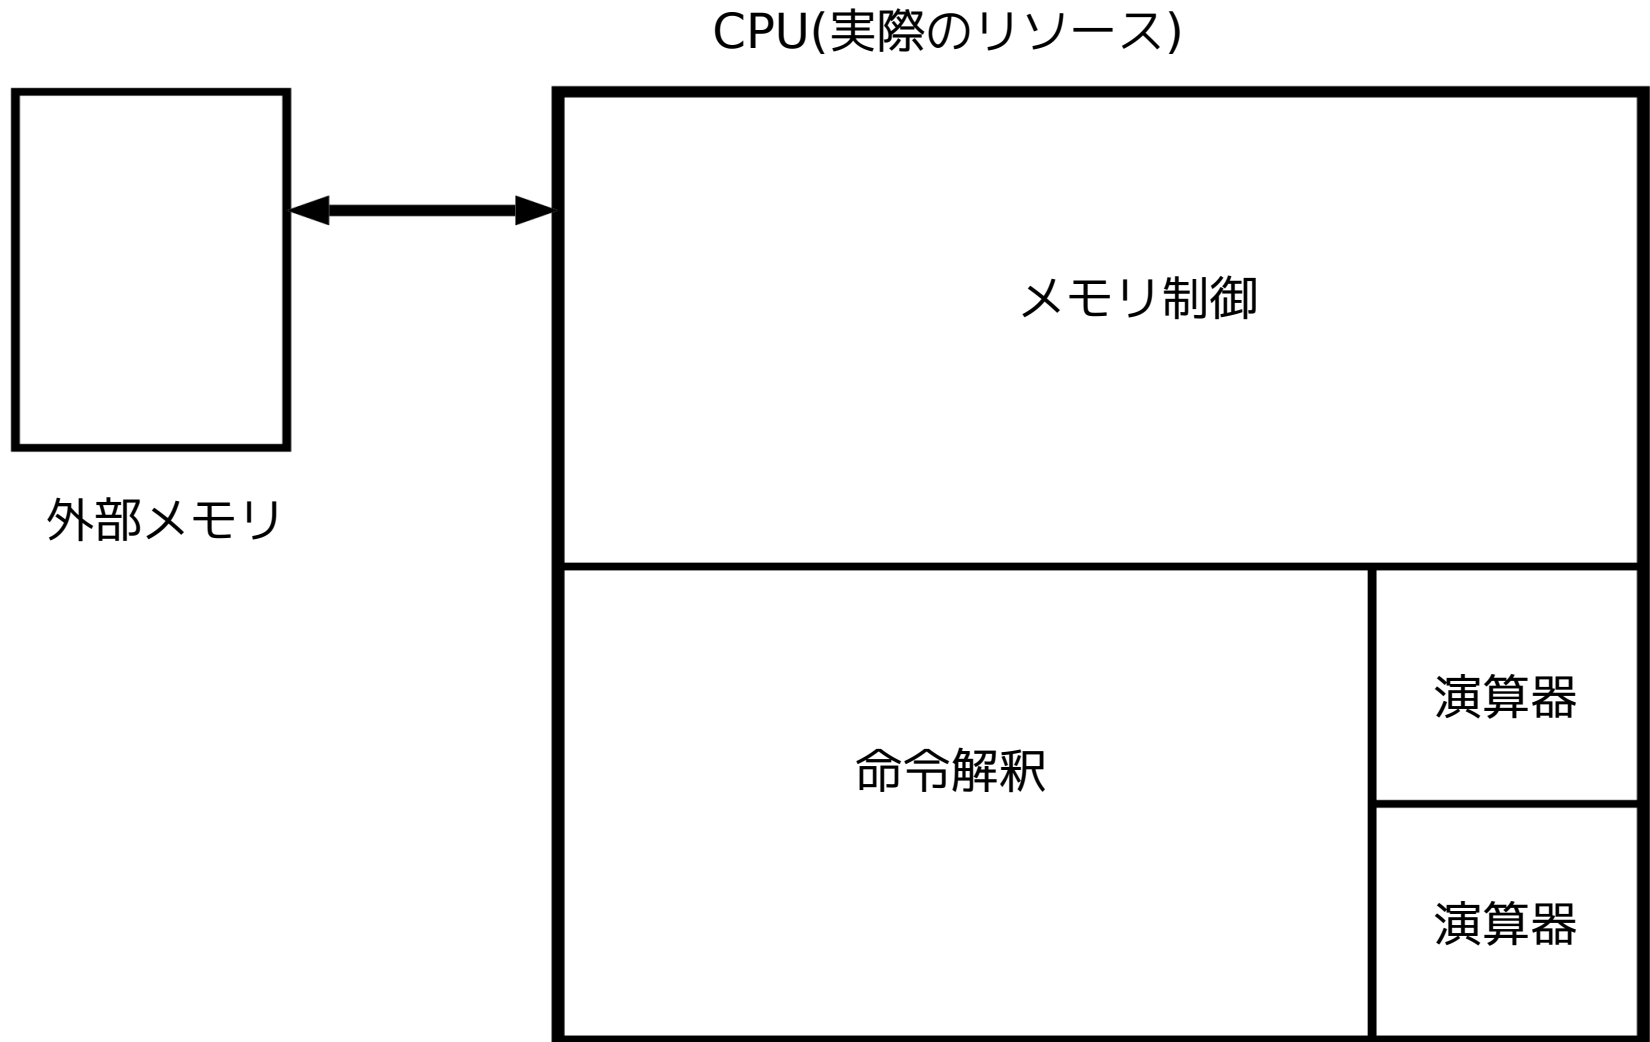 CPU(実際のリソース)
メモリ制御
外部メモリ
命令解釈
演算器
演算器